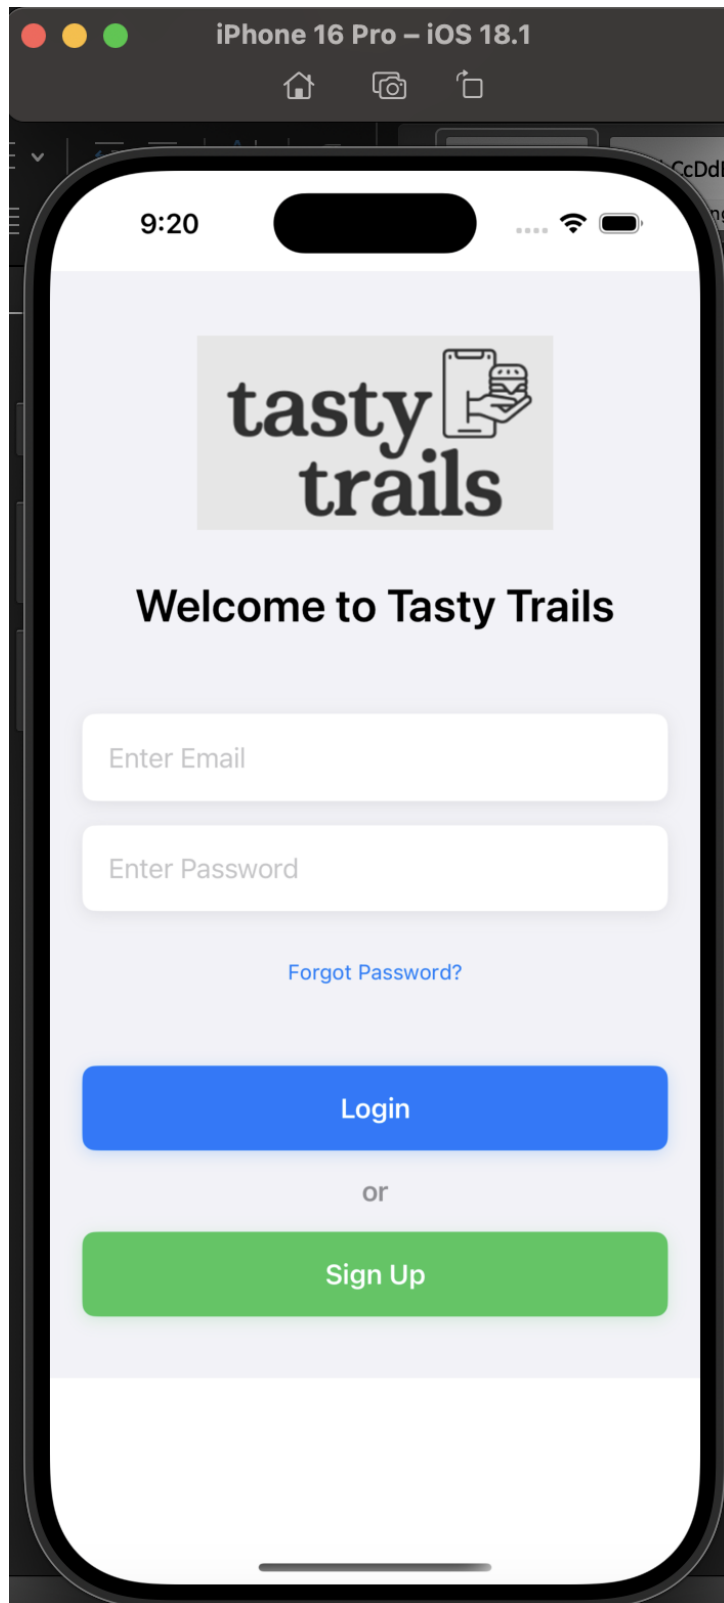 iPhone 16 Pro – iOS 18.1
9:20
tasty
trails
Welcome to Tasty Trails
Enter Email
Enter Password
Forgot Password?
Login
or
Sign Up